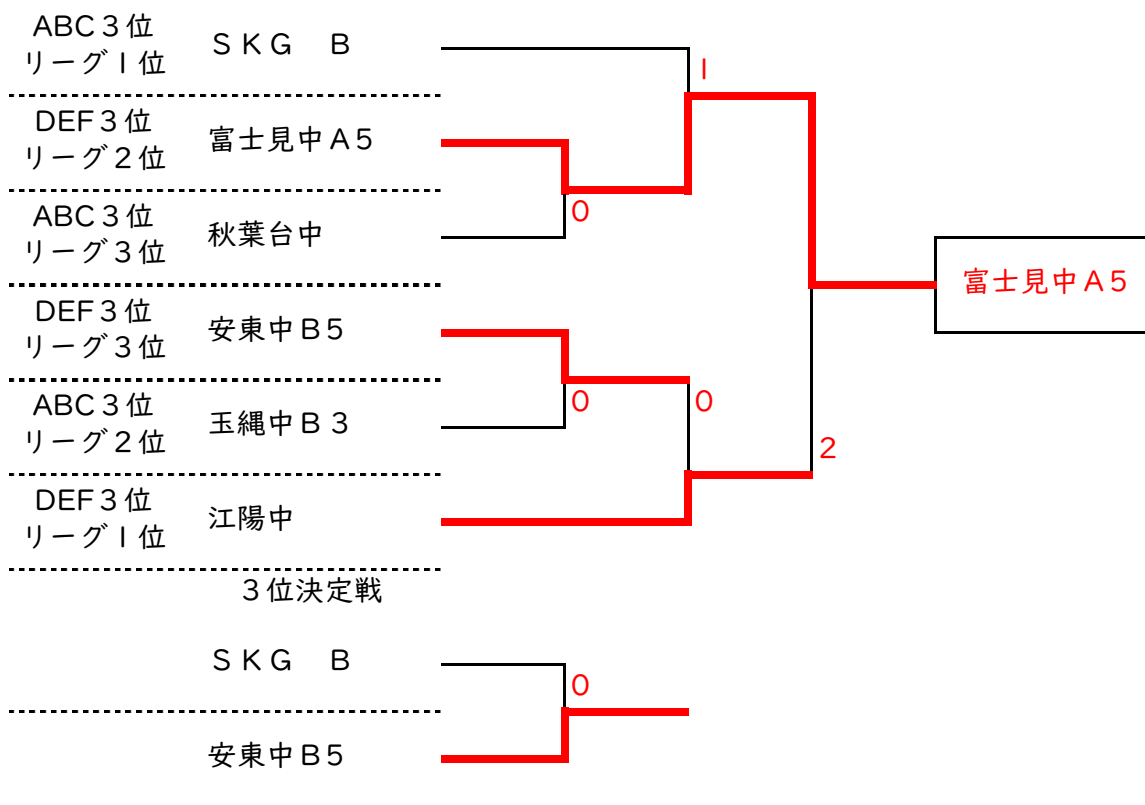 ABC３位
リーグ１位
ＳＫＧ　Ｂ
1
DEF３位
リーグ２位
富士見中Ａ５
0
ABC３位
リーグ３位
秋葉台中
富士見中Ａ５
DEF３位
リーグ３位
安東中Ｂ５
0
0
ABC３位
リーグ２位
玉縄中Ｂ３
2
DEF３位
リーグ１位
江陽中
３位決定戦
ＳＫＧ　Ｂ
0
安東中Ｂ５